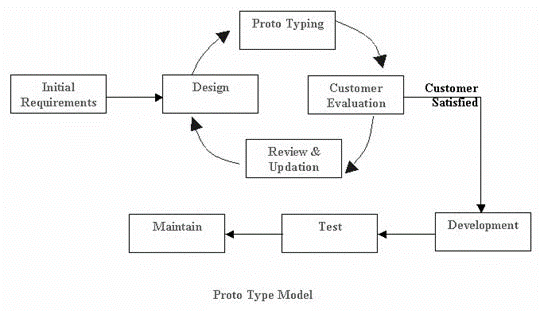 Proto Typing
Initial
Requirements
Design
Customer
Evaluation
Customer
Satisfied
Review &
Updation
Maintain
Test
Development
Proto Type Model